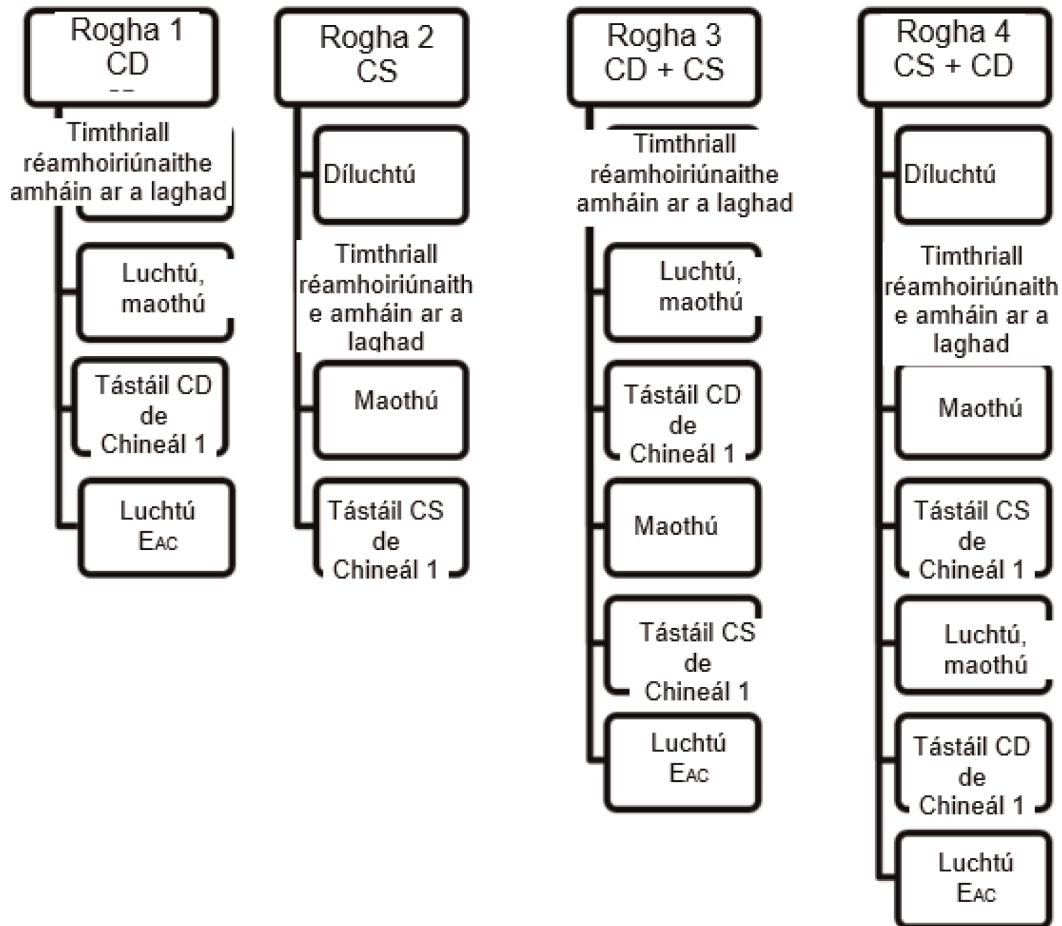 Rogha 1
CD
Timthriall
réamhoiriúnaithe
amháin ar a laghad
Luchtú,
maothú
Tástáil CD
de
Chineál 1
Luchtú
EAC
Rogha 2
CS
Díluchtú
Timthriall
réamhoiriúnaith
e amháin ar a
laghad
Maothú
Tástáil CS
de
Chineál 1
Rogha 3
CD + CS
Timthriall
réamhoiriúnaithe
amháin ar a laghad
Luchtú,
maothú
Tástáil CD
de
Chineál 1
Maothú
Tástáil CS
de
Chineál 1
Luchtú
EAC
Rogha 4
CS + CD
Díluchtú
Timthriall
réamhoiriúnaith
e amháin ar a
laghad
Maothú
Tástáil CS
de
Chineál 1
Luchtú,
maothú
Tástáil CD
de
Chineál 1
Luchtú
EAC